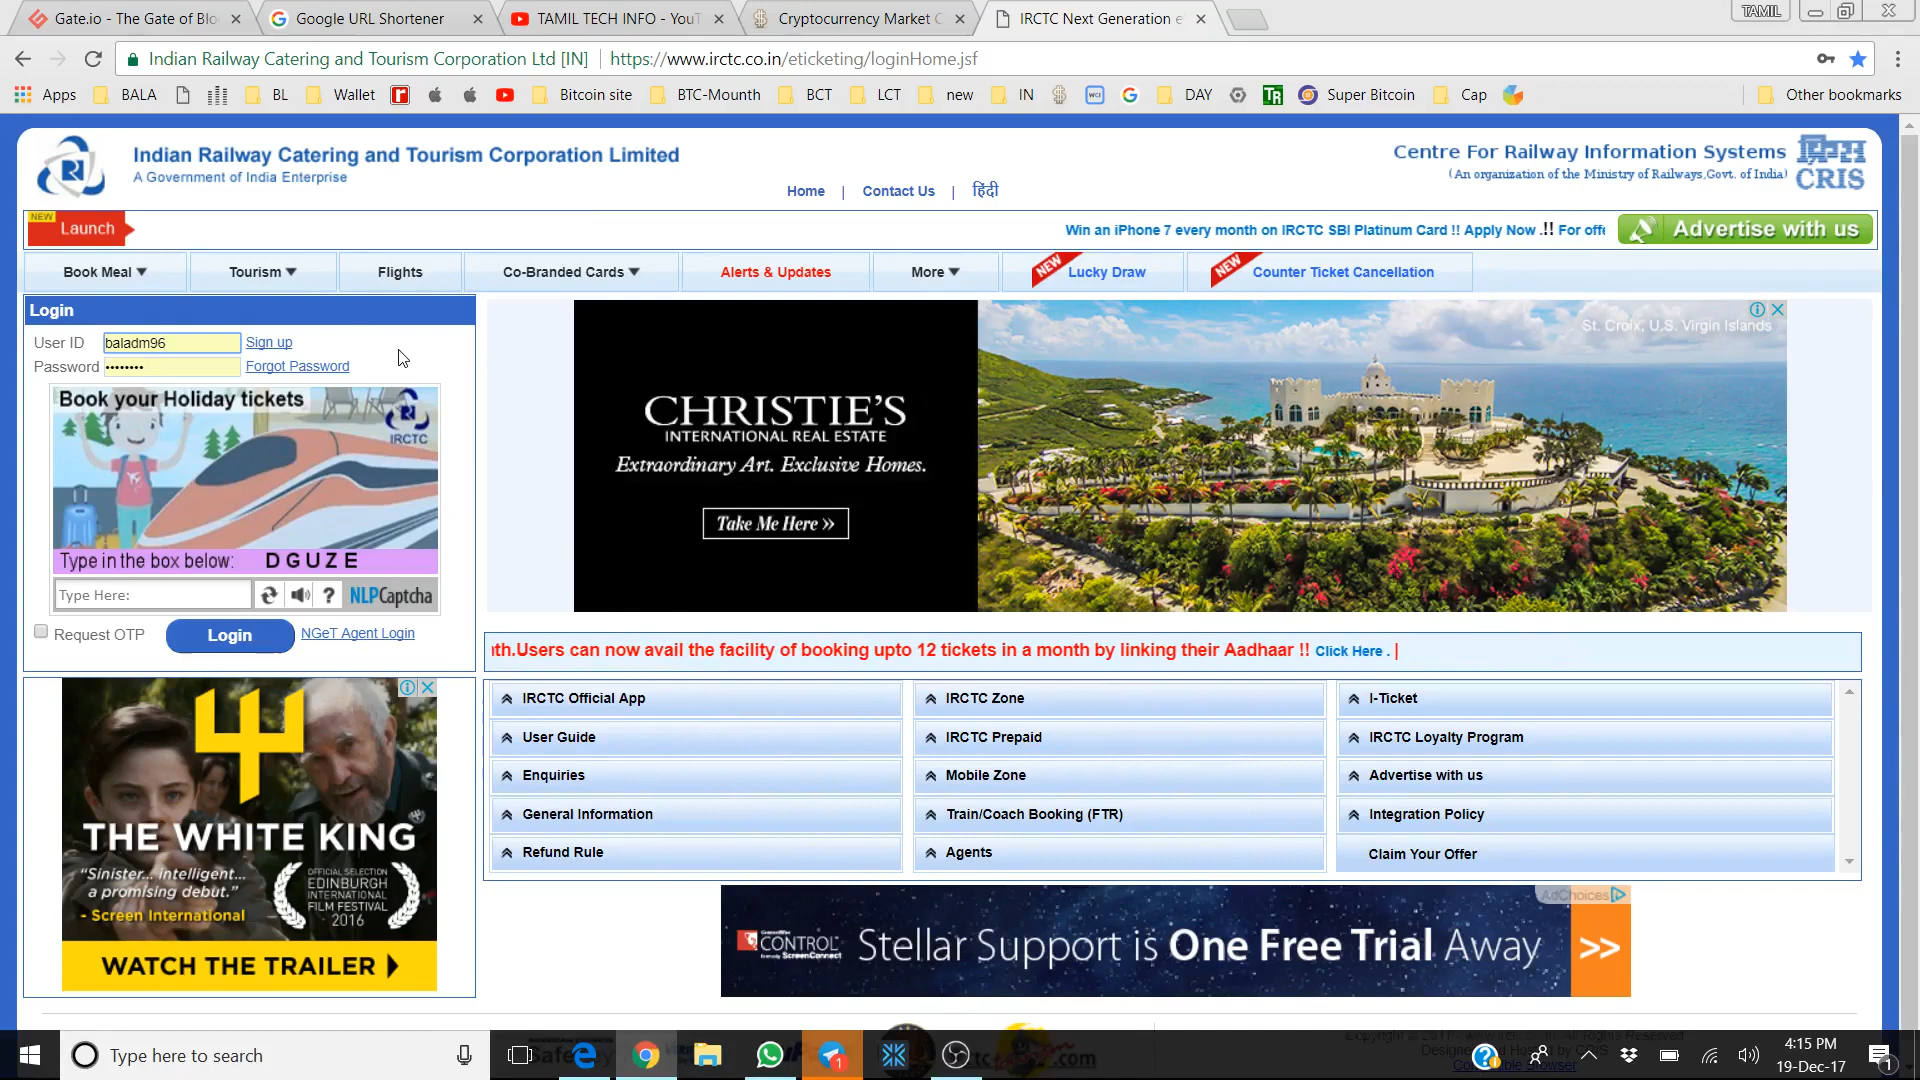 Gate.io - The Gate of Blo
Google URL Shortener
TAMIL TECH INFO - YouT
Cryptocurrency Market C
IRCTC Next Generation e
TAMIL
Indian Railway Catering and Tourism Corporation Ltd [IN]
https://www.irctc.co.in/eticketing/loginHome.jsf
Apps
BALA
BL
Wallet
Bitcoin site
BTC-Mounth
BCT
LCT
new
IN
WCI
DAY
TR
Super Bitcoin
Cap
Other bookmarks
Indian Railway Catering and Tourism Corporation Limited
A Government of India Enterprise
Home | Contact Us | हिंदी
Centre For Railway Information Systems
(An organization of the Ministry of Railways,Govt. of India)
CRIS
NEW
Launch
Win an iPhone 7 every month on IRCTC SBI Platinum Card !! Apply Now .!! For offe
Advertise with us
Book Meal
Tourism
Flights
Co-Branded Cards
Alerts & Updates
More
NEW
Lucky Draw
NEW
Counter Ticket Cancellation
Login
User ID
baladm96
Sign up
Password
••••••••
Forgot Password
Book your Holiday tickets
IRCTC
Type in the box below: DGUZE
Type Here:
?
NLPCaptcha
Request OTP
Login
NGeT Agent Login
CHRISTIE'S
INTERNATIONAL REAL ESTATE
Extraordinary Art. Exclusive Homes.
Take Me Here »
St. Croix, U.S. Virgin Islands
nth.Users can now avail the facility of booking upto 12 tickets in a month by linking their Aadhaar !! Click Here . |
IRCTC Official App
IRCTC Zone
I-Ticket
User Guide
IRCTC Prepaid
IRCTC Loyalty Program
Enquiries
Mobile Zone
Advertise with us
General Information
Train/Coach Booking (FTR)
Integration Policy
Refund Rule
Agents
Claim Your Offer
THE WHITE KING
"Sinister... intelligent...
a promising debut."
- Screen International
OFFICIAL SELECTION
EDINBURGH
INTERNATIONAL
FILM FESTIVAL
2016
WATCH THE TRAILER
AdChoices
CONTROL
formerly ScreenConnect
Stellar Support is One Free Trial Away
>>
Type here to search
1
4:15 PM
19-Dec-17
1